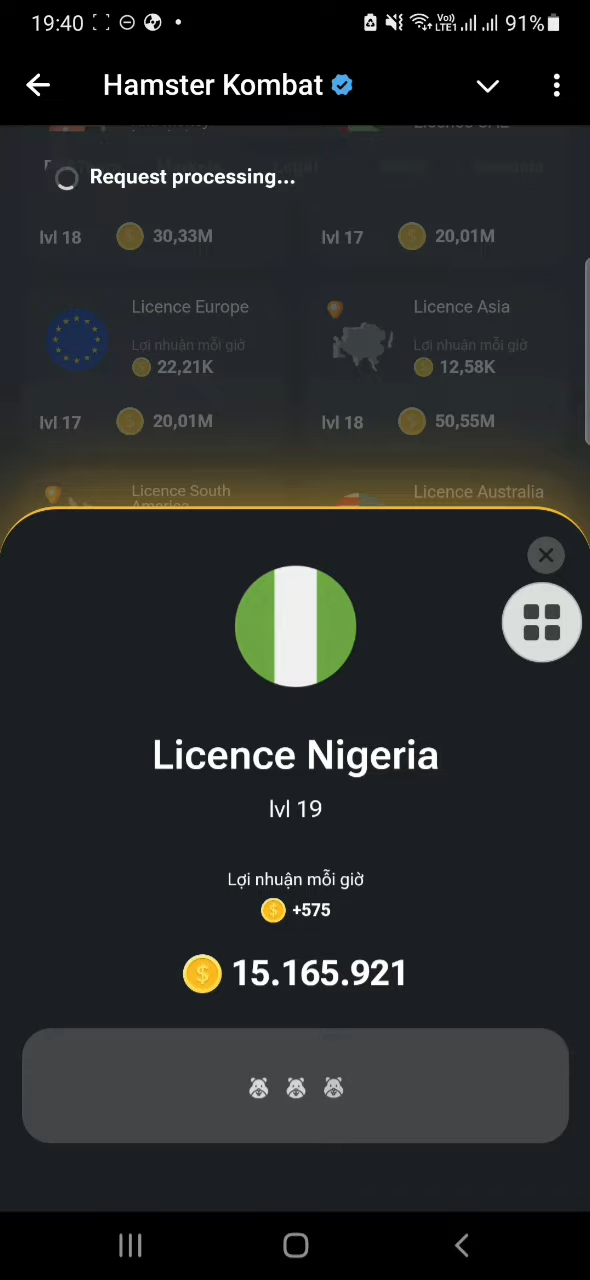 19:40
Vo)) LTE1
91%
Hamster Kombat
Request processing...
lvl 18
30,33M
lvl 17
20,01M
Licence Europe
Lợi nhuận mỗi giờ
22,21K
Licence Asia
Lợi nhuận mỗi giờ
12,58K
lvl 17
20,01M
lvl 18
50,55M
Licence South
America
Licence Australia
Licence Nigeria
lvl 19
Lợi nhuận mỗi giờ
+575
15.165.921